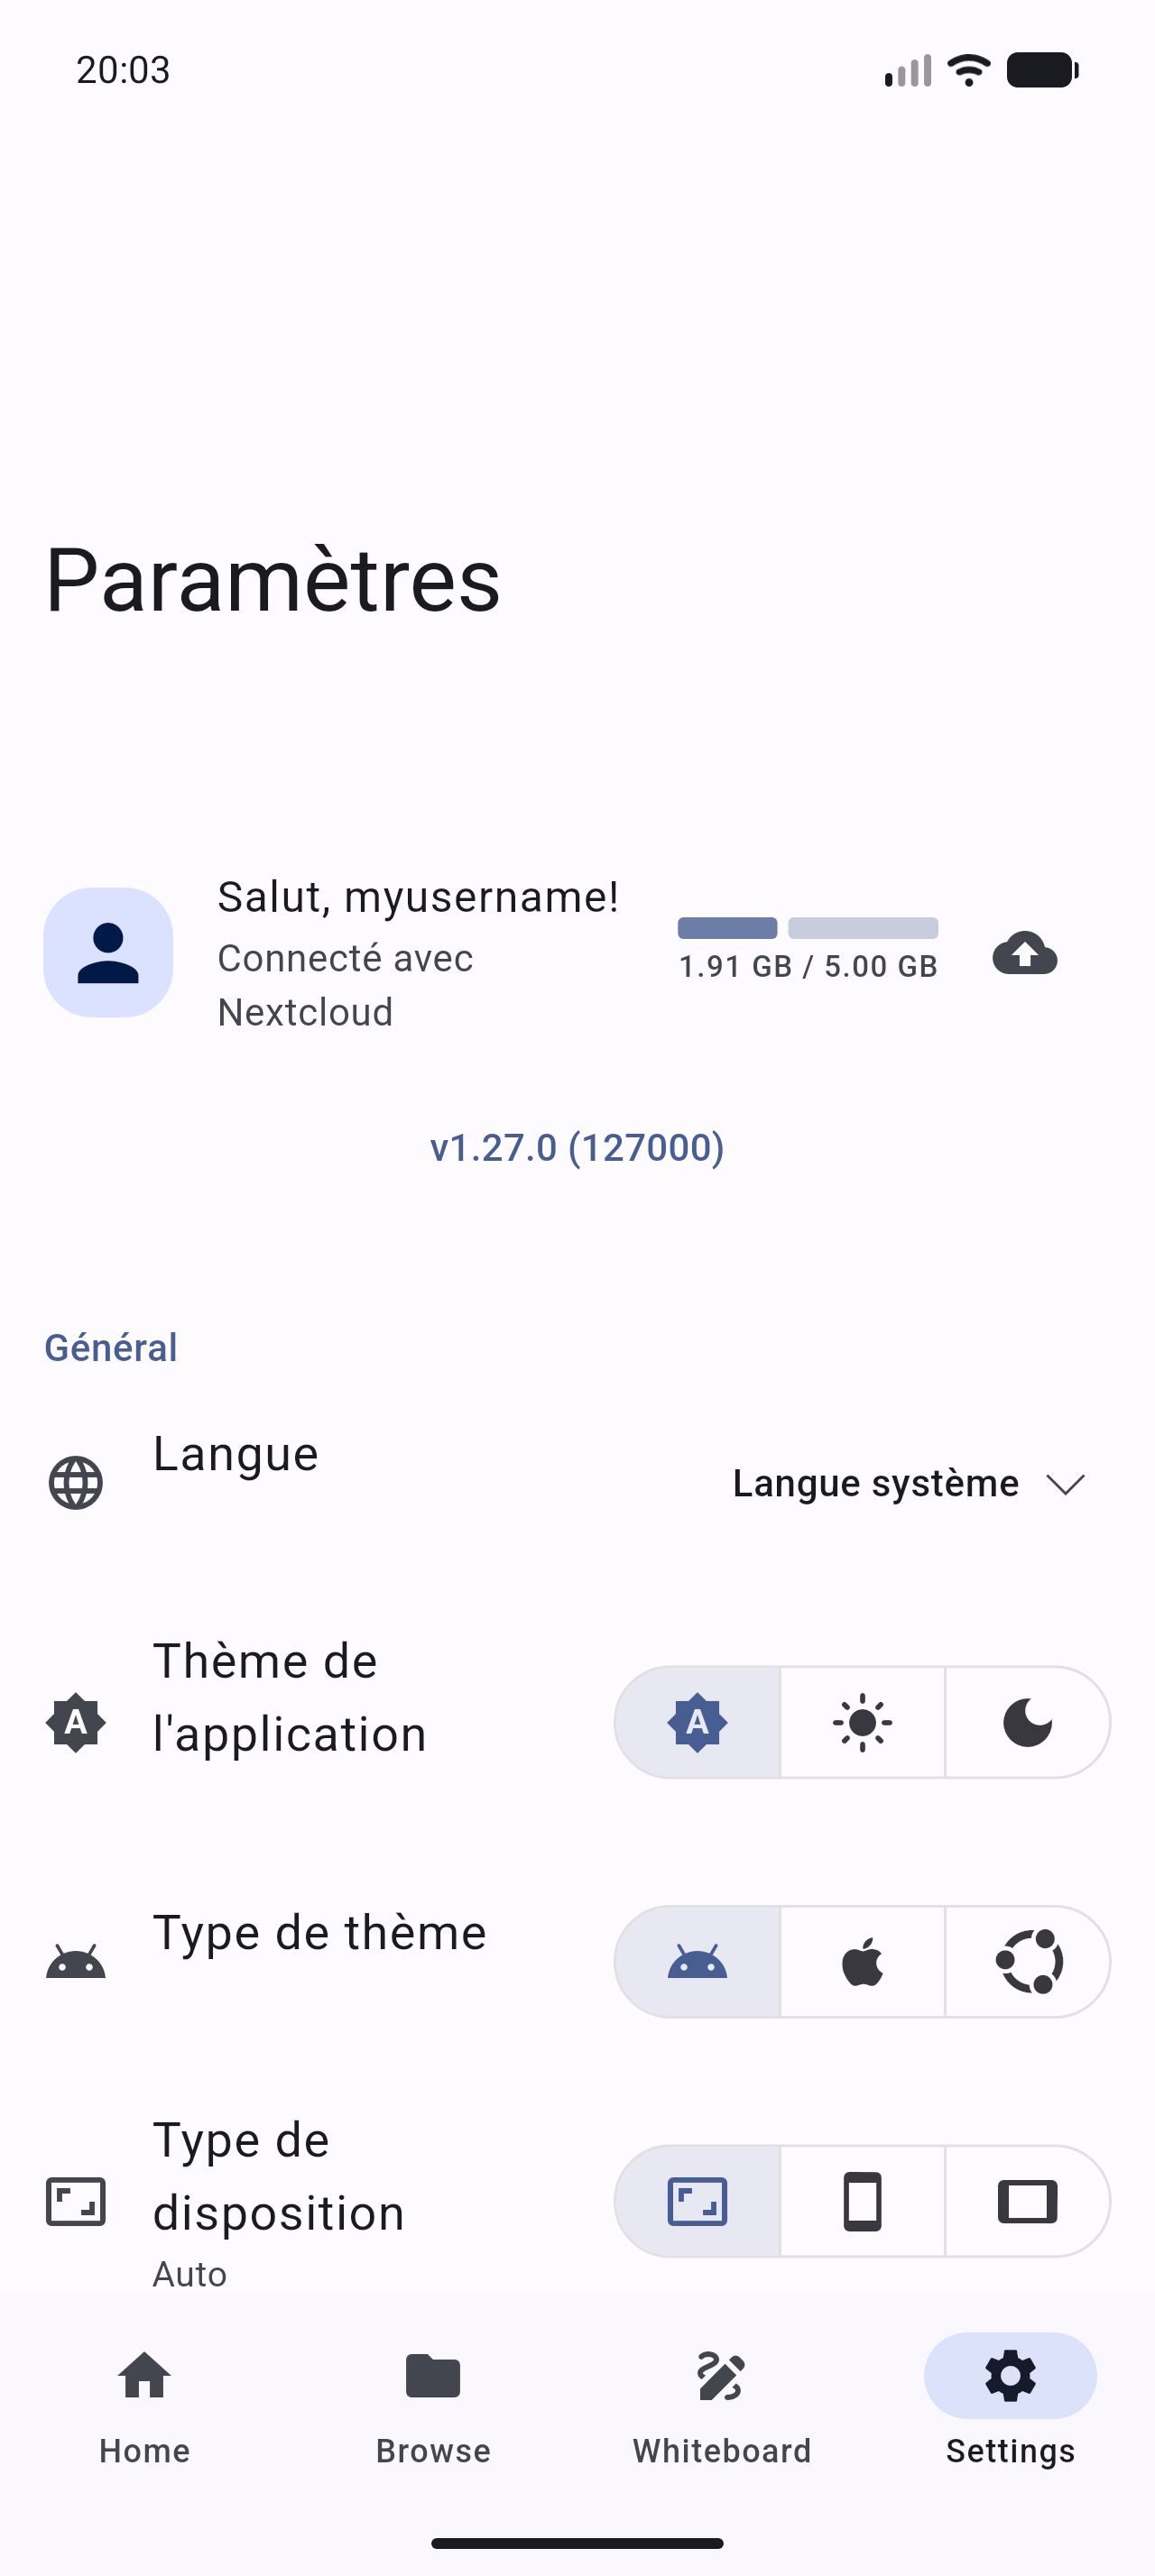 20:03
Paramètres
Salut, myusername!
Connecté avec
Nextcloud
1.91 GB / 5.00 GB
v1.27.0 (127000)
Général
Langue
Langue système
Thème de
l'application
A
A
Type de thème
Type de
disposition
Auto
Home
Browse
Whiteboard
Settings